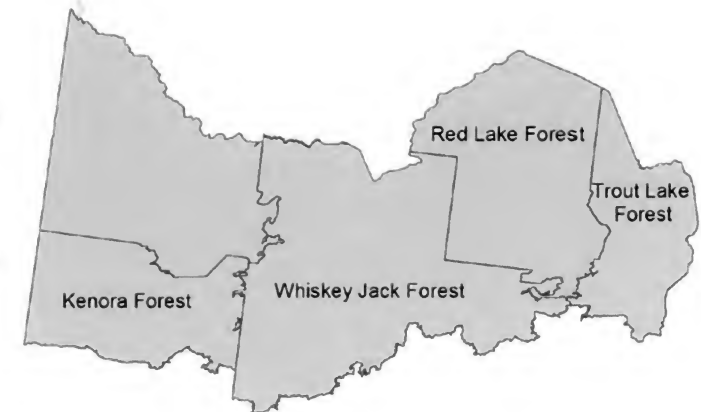 Red Lake Forest
Trout Lake
Forest
Kenora Forest
Whiskey Jack Forest